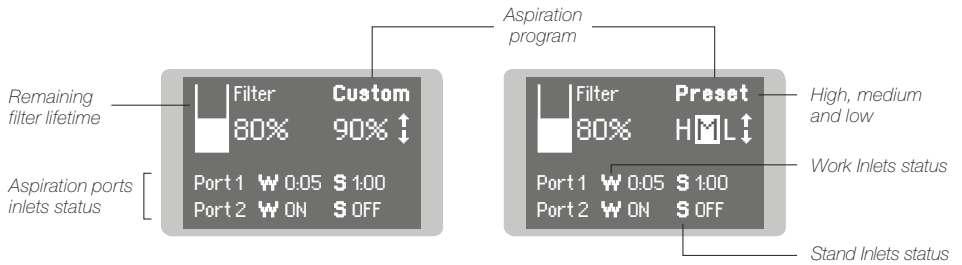 Aspiration
program
Remaining
filter lifetime
Filter Custom
80% 90%
Port 1 W 0:05 S 1:00
Port 2 W ON S OFF
Aspiration ports
inlets status
Filter Preset
80% H M L
Port 1 W 0:05 S 1:00
Port 2 W ON S OFF
High, medium
and low
Work Inlets status
Stand Inlets status